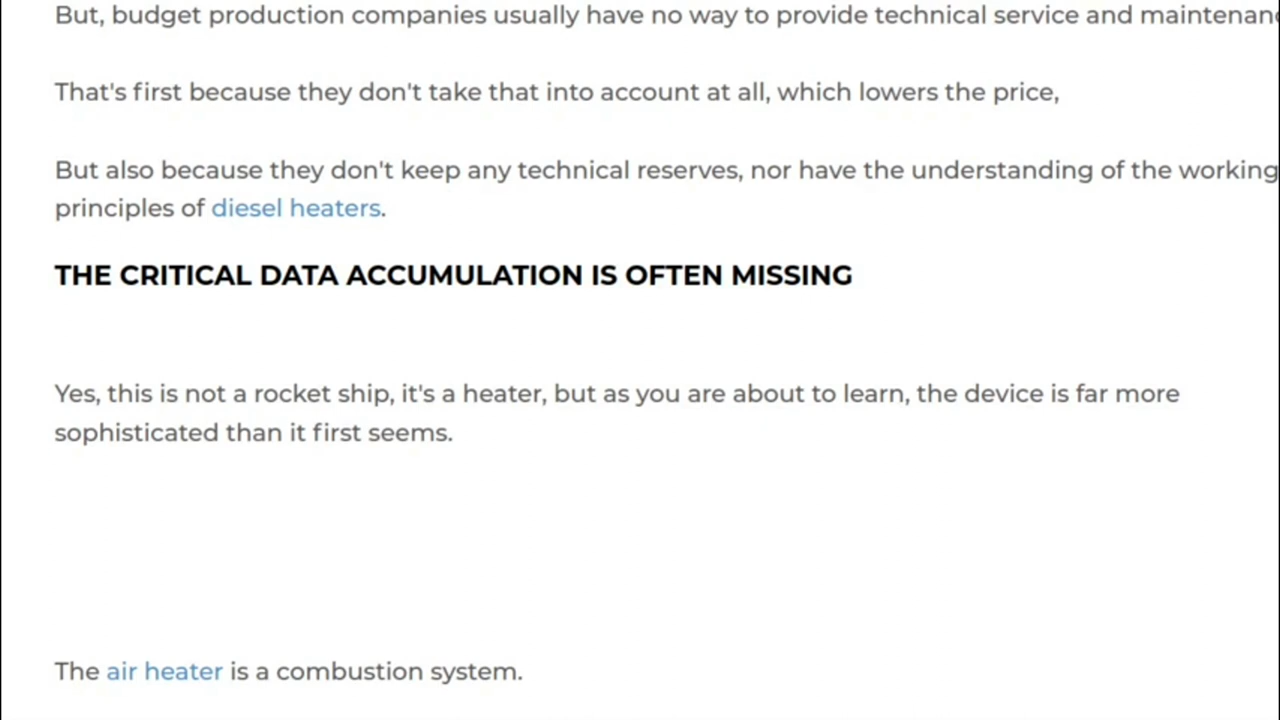 But, budget production companies usually have no way to provide technical service and
That's first because they don't take that into account at all, which lowers the price,
But also because they don't keep any technical reserves, nor have the understanding of the working
principles of diesel heaters.
THE CRITICAL DATA ACCUMULATION IS OFTEN MISSING
Yes, this is not a rocket ship, it's a heater, but as you are about to learn, the device is far more
sophisticated than it first seems.
The air heater is a combustion system.